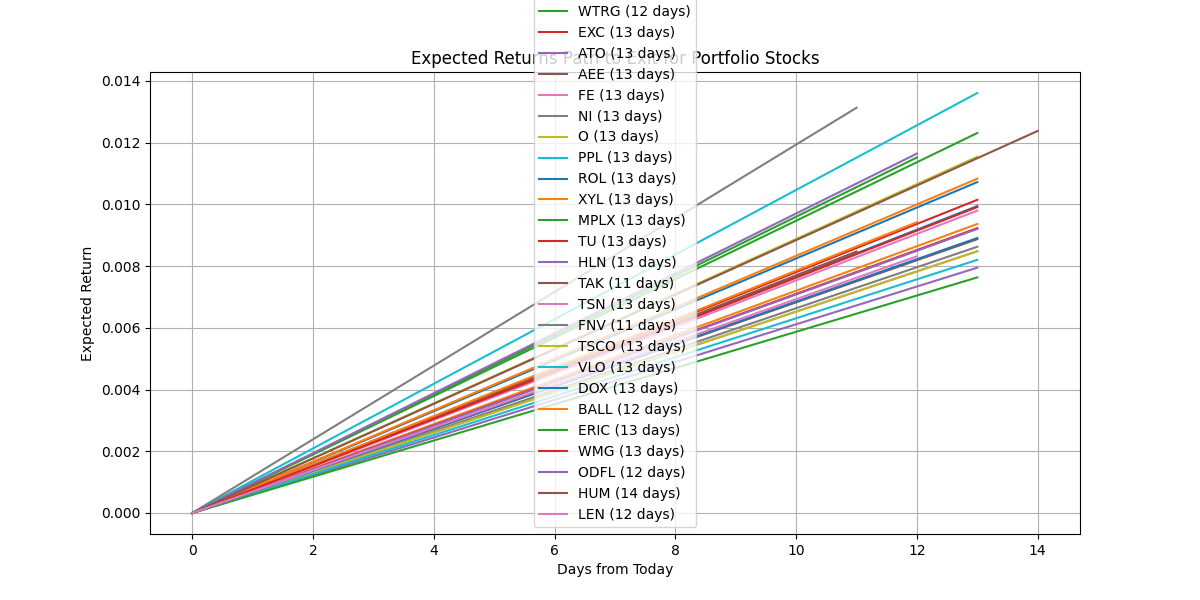 WTRG (12 days)
EXC (13 days)
ATO (13 days)
Expected Returns Path to Exit for Portfolio Stocks
AEE (13 days)
FE (13 days)
NI (13 days)
O (13 days)
PPL (13 days)
ROL (13 days)
XYL (13 days)
MPLX (13 days)
TU (13 days)
HLN (13 days)
TAK (11 days)
TSN (13 days)
FNV (11 days)
TSCO (13 days)
VLO (13 days)
DOX (13 days)
BALL (12 days)
ERIC (13 days)
WMG (13 days)
ODFL (12 days)
HUM (14 days)
LEN (12 days)
Expected Return
0.014
0.012
0.010
0.008
0.006
0.004
0.002
0.000
0 2 4 6 8 10 12 14
Days from Today